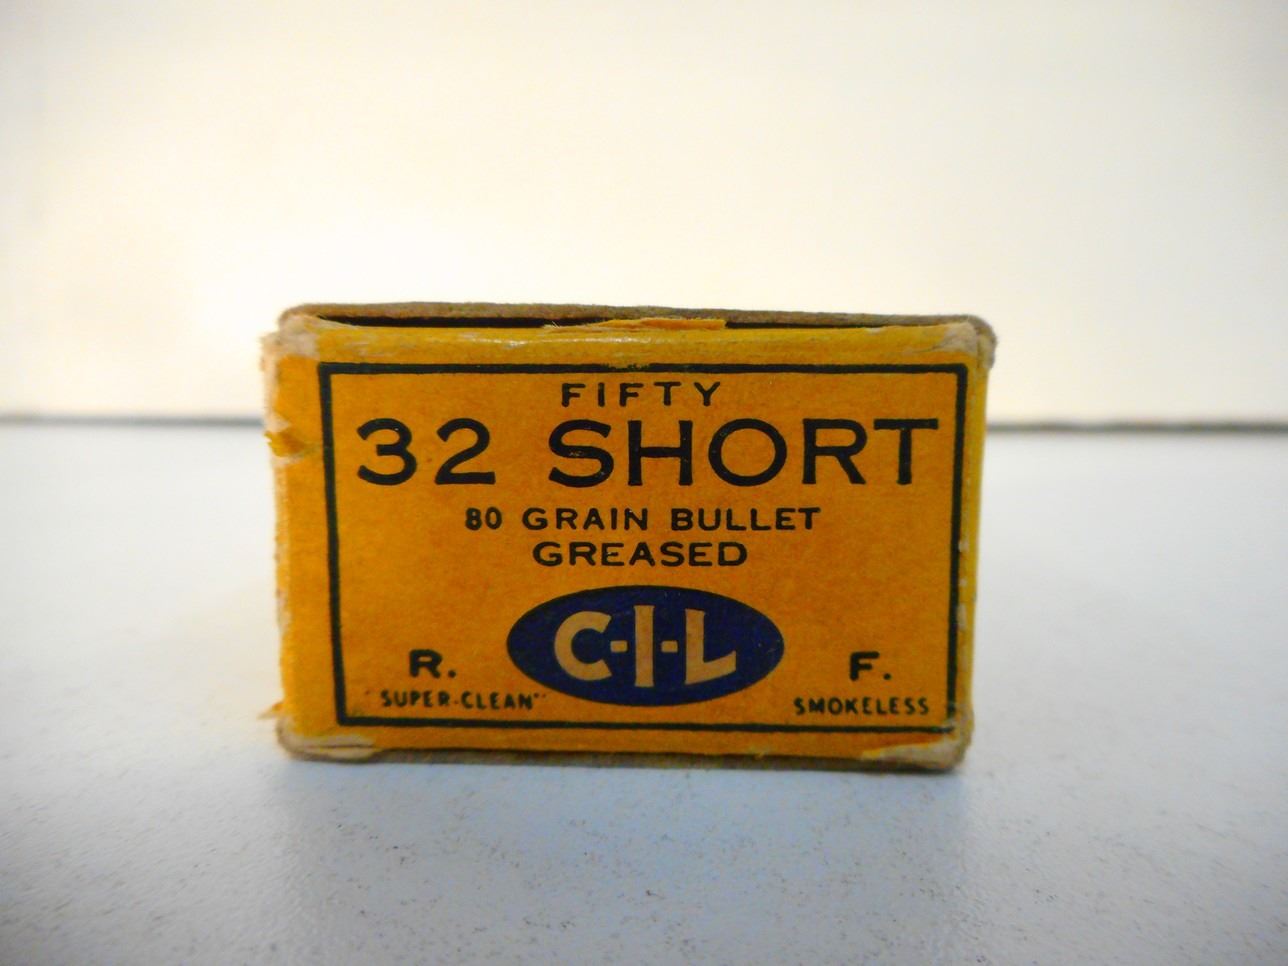 FIFTY
32 SHORT
80 GRAIN BULLET
GREASED
C-I-L
R. F.
"SUPER-CLEAN" SMOKELESS